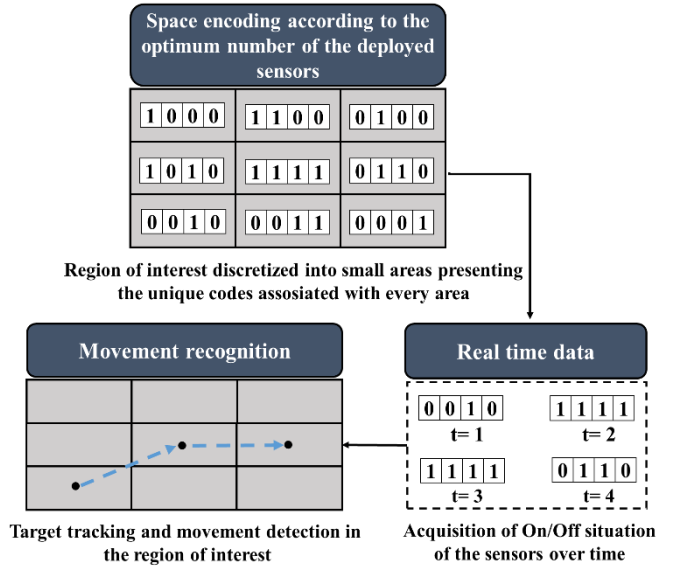 Space encoding according to the
optimum number of the deployed
sensors
1 0 0 0 1 1 0 0 0 1 0 0
1 0 1 0 1 1 1 1 0 1 1 0
0 0 1 0 0 0 1 1 0 0 0 1
Region of interest discretized into small areas presenting
the unique codes assosiated with every area
Movement recognition
Target tracking and movement detection in
the region of interest
Real time data
0 0 1 0 1 1 1 1
t= 1 t= 2
1 1 1 1 0 1 1 0
t= 3 t= 4
Acquisition of On/Off situation
of the sensors over time